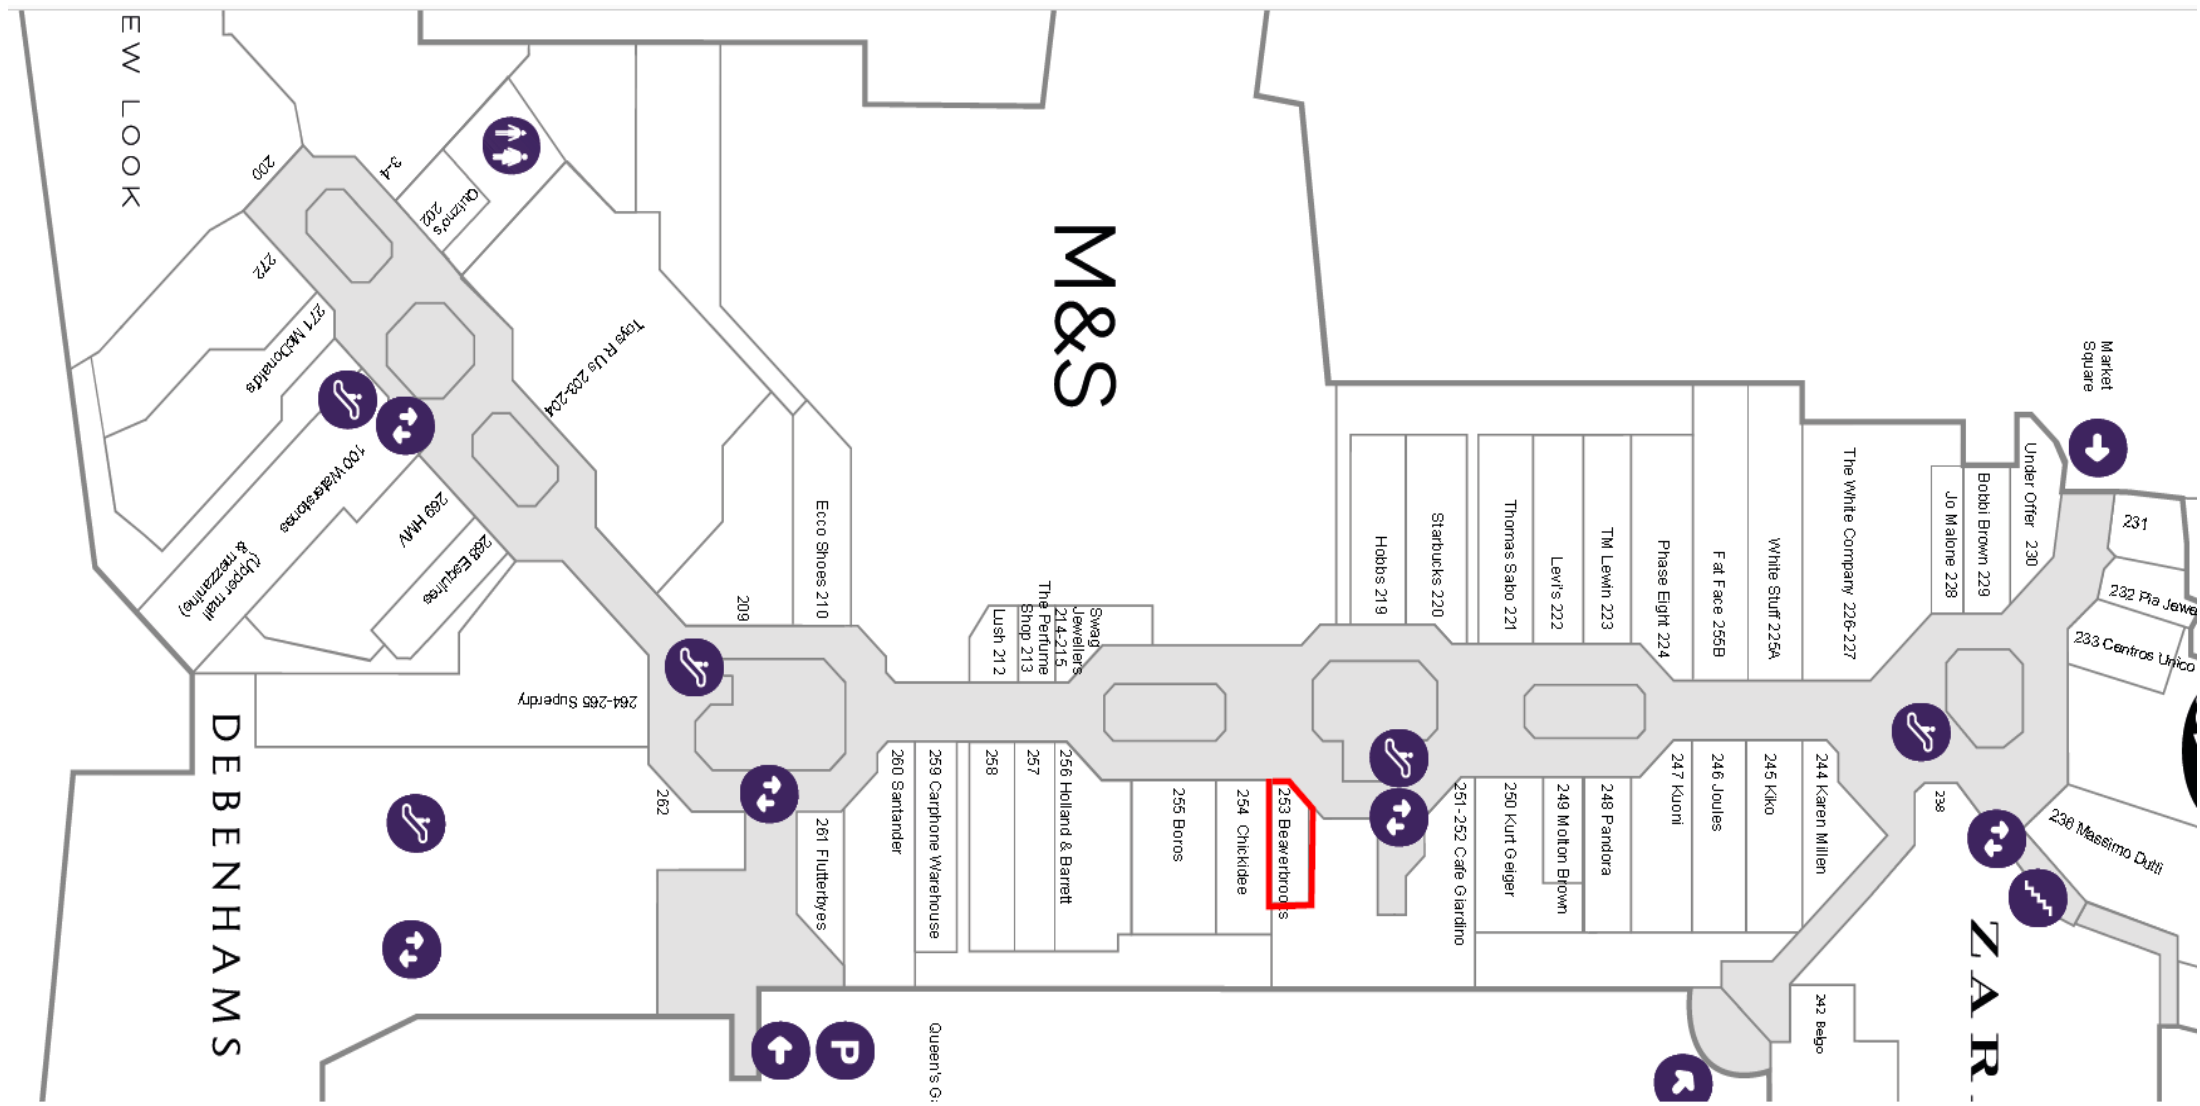 EW LOOK
200
3-4
Quizno's
202
272
271 McDonald's
Toys R Us 203-204
100 Waterstones
(Upper mall
& mezzanine)
269 HMV
268 Esquires
264-265 Superdry
DEBENHAMS
262
209
Ecco Shoes 210
M&S
Lush 212
The Perfume
Shop 213
Swag
Jewellers
214-215
Hobbs 219
Starbucks 220
Thomas Sabo 221
Levi's 222
TM Lewin 223
Phase Eight 224
Fat Face 255B
White Stuff 225A
The White Company 226-227
Jo Malone 228
Bobbi Brown 229
Under Offer 230
Market
Square
231
232 Pia Jewe
233 Centros Unico
236 Massimo Dutti
238
ZAR
242 Belgo
244 Karen Millen
245 Kiko
246 Joules
247 Kuoni
248 Pandora
249 Molton Brown
250 Kurt Geiger
251-252 Cafe Giardino
253 Beaverbrooks
254 Chickidee
255 Boros
256 Holland & Barrett
257
258
259 Carphone Warehouse
260 Santander
261 Flutterbyes
P
Queen's Ga